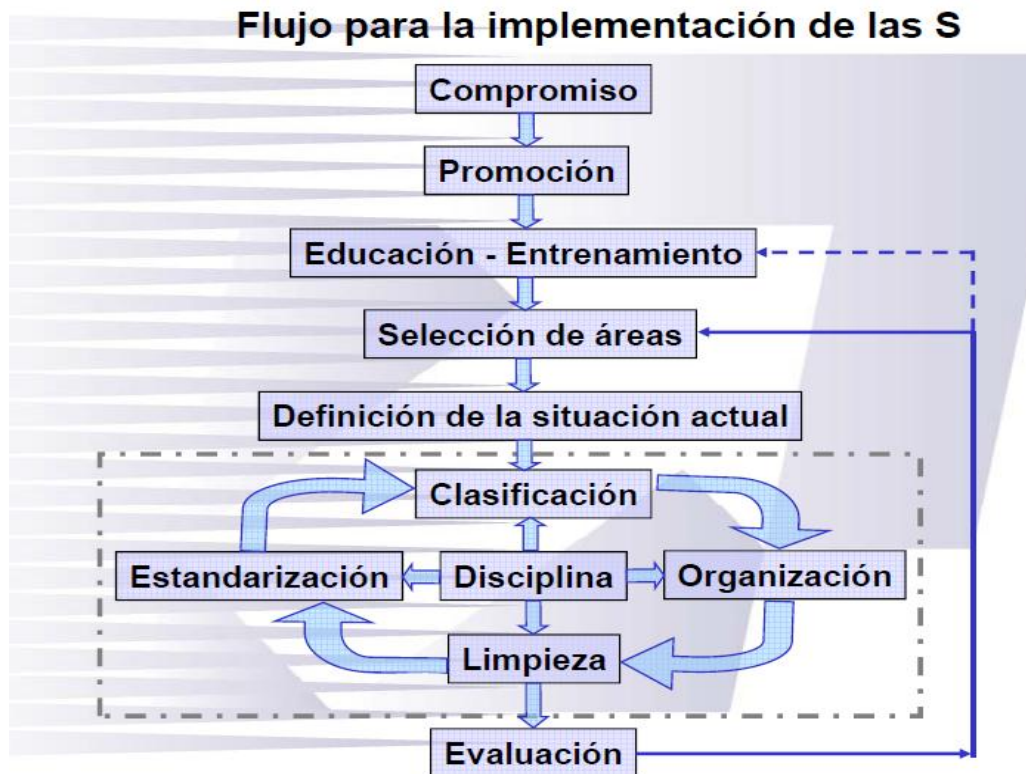 Flujo para la implementación de las S
Compromiso
Promoción
Educación - Entrenamiento
Selección de áreas
Definición de la situación actual
Clasificación
Estandarización
Disciplina
Organización
Limpieza
Evaluación